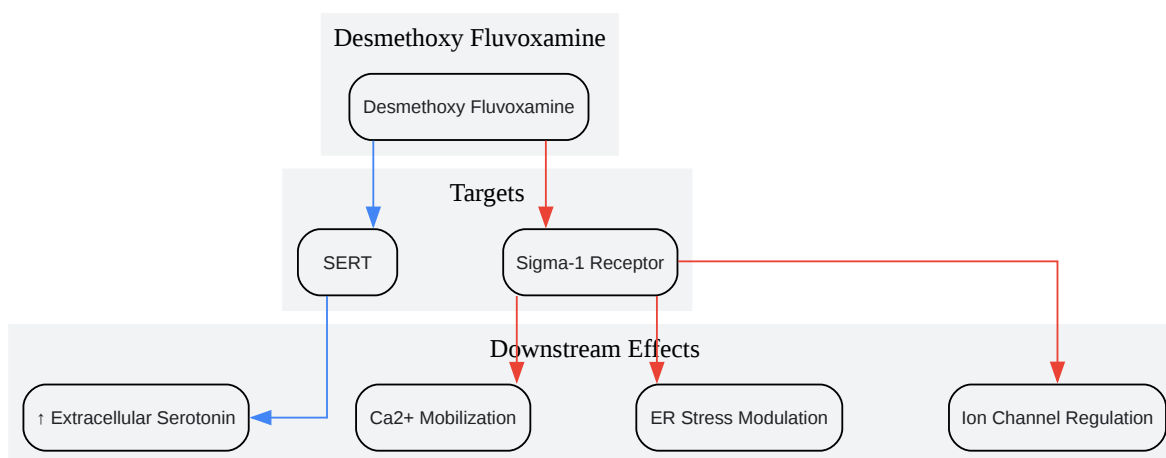 Desmethoxy Fluvoxamine
Desmethoxy Fluvoxamine
Targets
SERT
Sigma-1 Receptor
Downstream Effects
↑ Extracellular Serotonin
Ca2+ Mobilization
ER Stress Modulation
Ion Channel Regulation